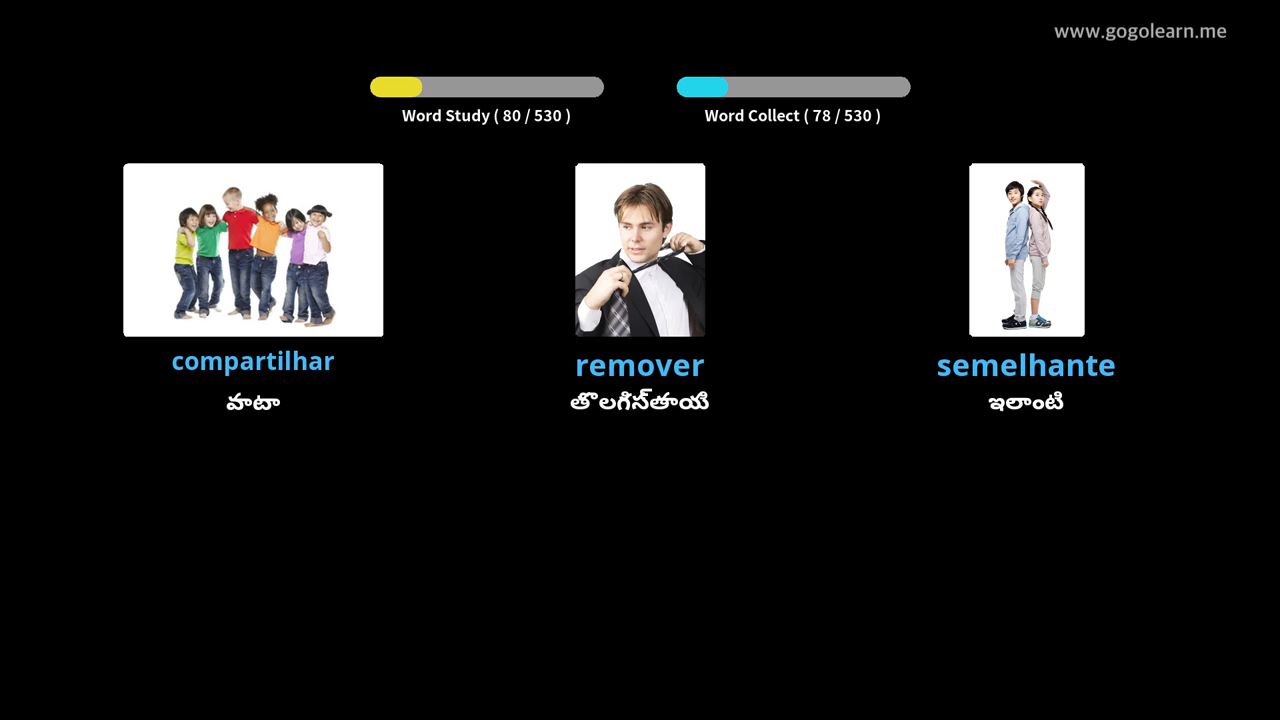 www.gogolearn.me
Word Study ( 80 / 530 )
Word Collect ( 78 / 530 )
compartilhar
వాటా
remover
తొలగిన్‌తాయి
semelhante
ఇలాంటి